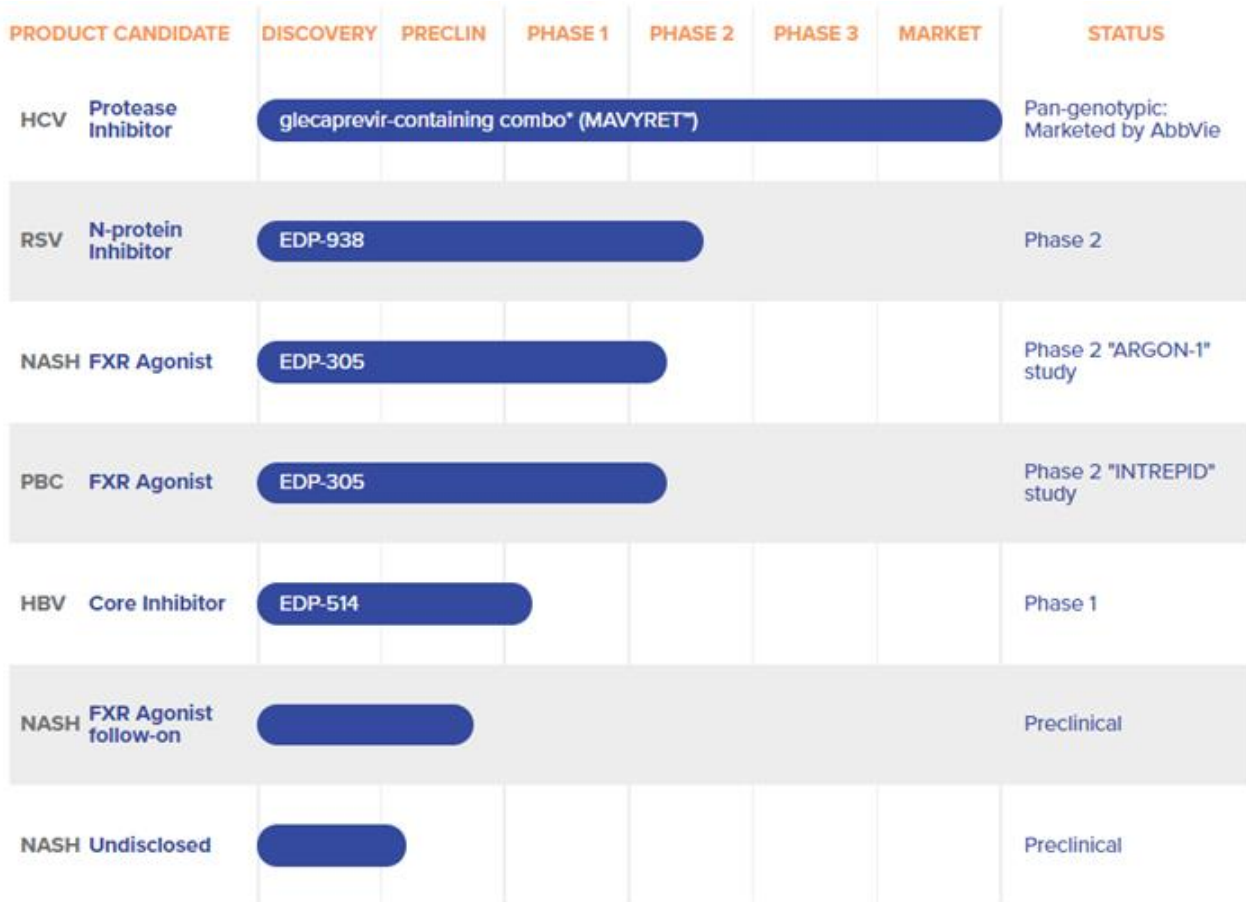 PRODUCT CANDIDATE DISCOVERY PRECLIN PHASE 1 PHASE 2 PHASE 3 MARKET STATUS
HCV Protease
Inhibitor
glecaprevir-containing combo* (MAVYRET™)
Pan-genotypic:
Marketed by AbbVie
RSV N-protein
Inhibitor
EDP-938
Phase 2
NASH FXR Agonist
EDP-305
Phase 2 "ARGON-1"
study
PBC FXR Agonist
EDP-305
Phase 2 "INTREPID"
study
HBV Core Inhibitor
EDP-514
Phase 1
NASH FXR Agonist
follow-on
Preclinical
NASH Undisclosed
Preclinical